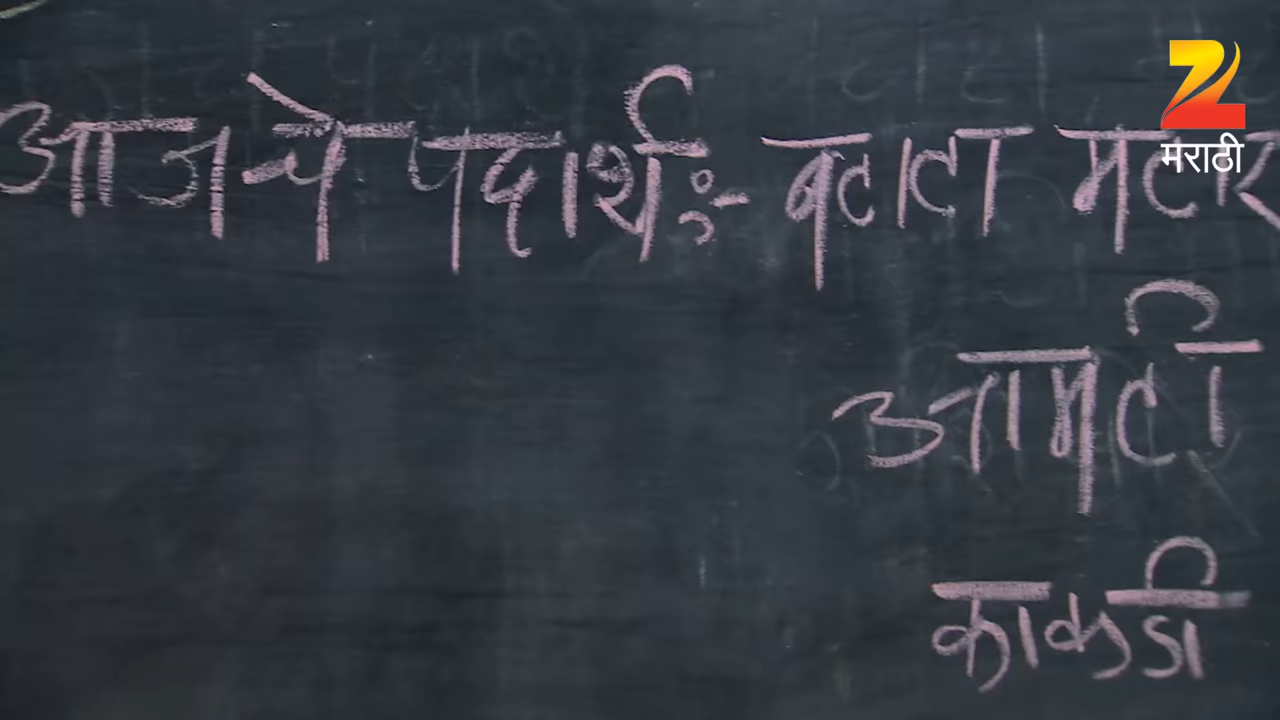 आजचे पदार्थ :- बटाटा मटार
आमटी
काकडी
मराठी